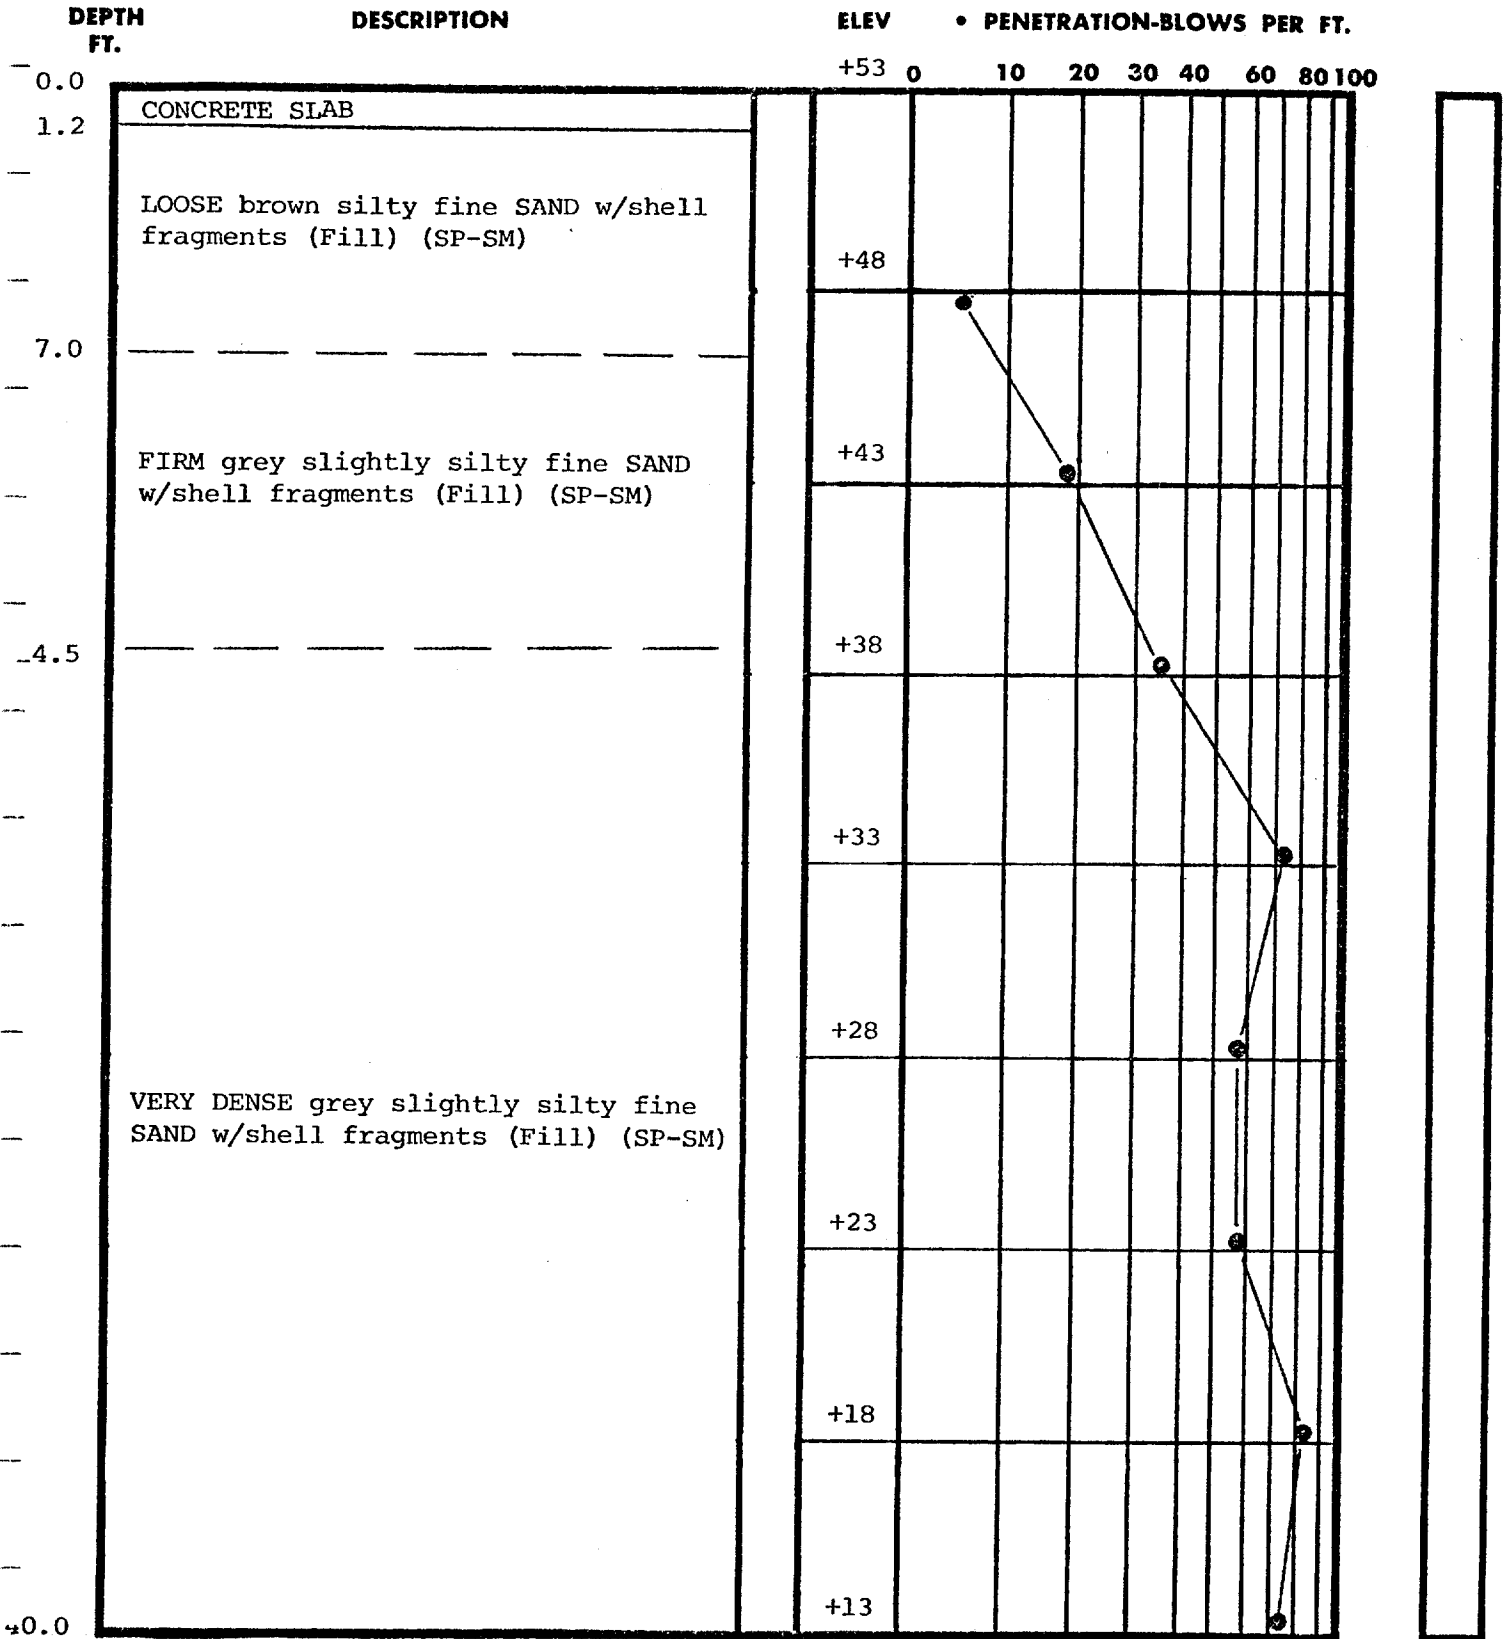 DEPTH FT. DESCRIPTION ELEV • PENETRATION-BLOWS PER FT.
0.0 +53 0 10 20 30 40 60 80 100
CONCRETE SLAB
1.2
LOOSE brown silty fine SAND w/shell
fragments (Fill) (SP-SM)
+48
7.0
+43
FIRM grey slightly silty fine SAND
w/shell fragments (Fill) (SP-SM)
+38
4.5
+33
+28
VERY DENSE grey slightly silty fine
SAND w/shell fragments (Fill) (SP-SM)
+23
+18
+13
40.0